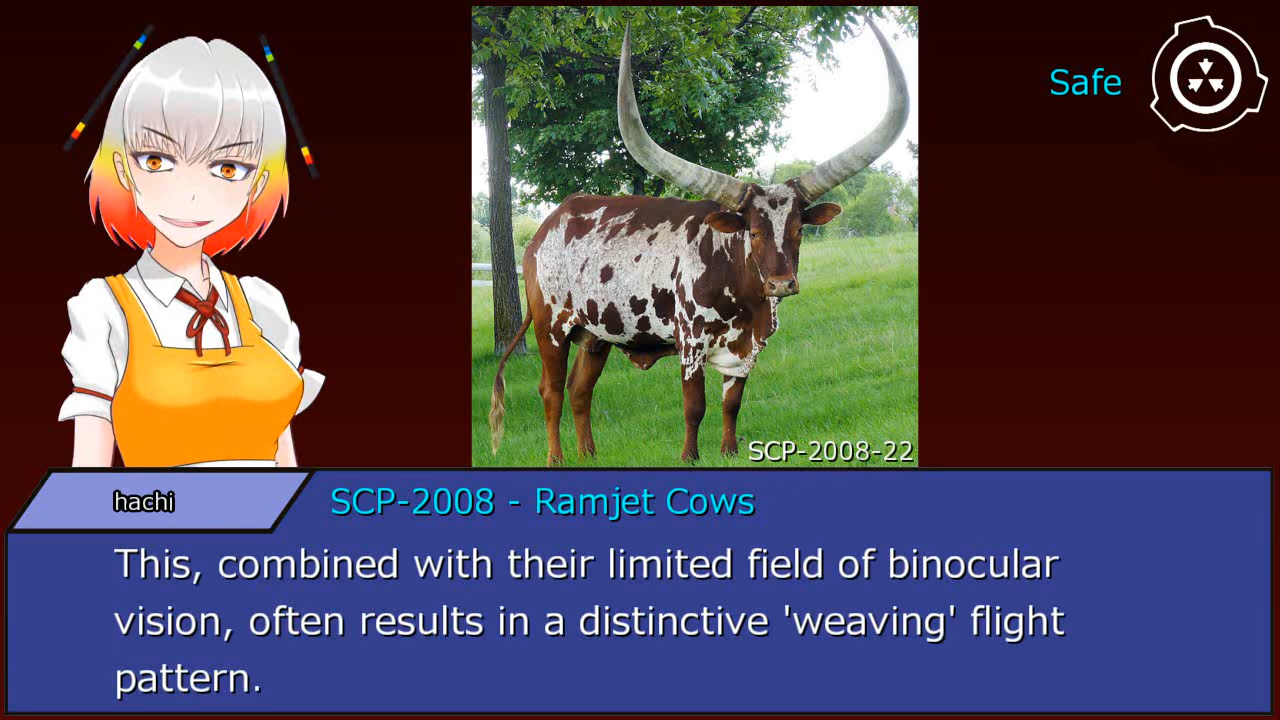 Safe
SCP-2008-22
hachi
SCP-2008 - Ramjet Cows
This, combined with their limited field of binocular
vision, often results in a distinctive 'weaving' flight
pattern.